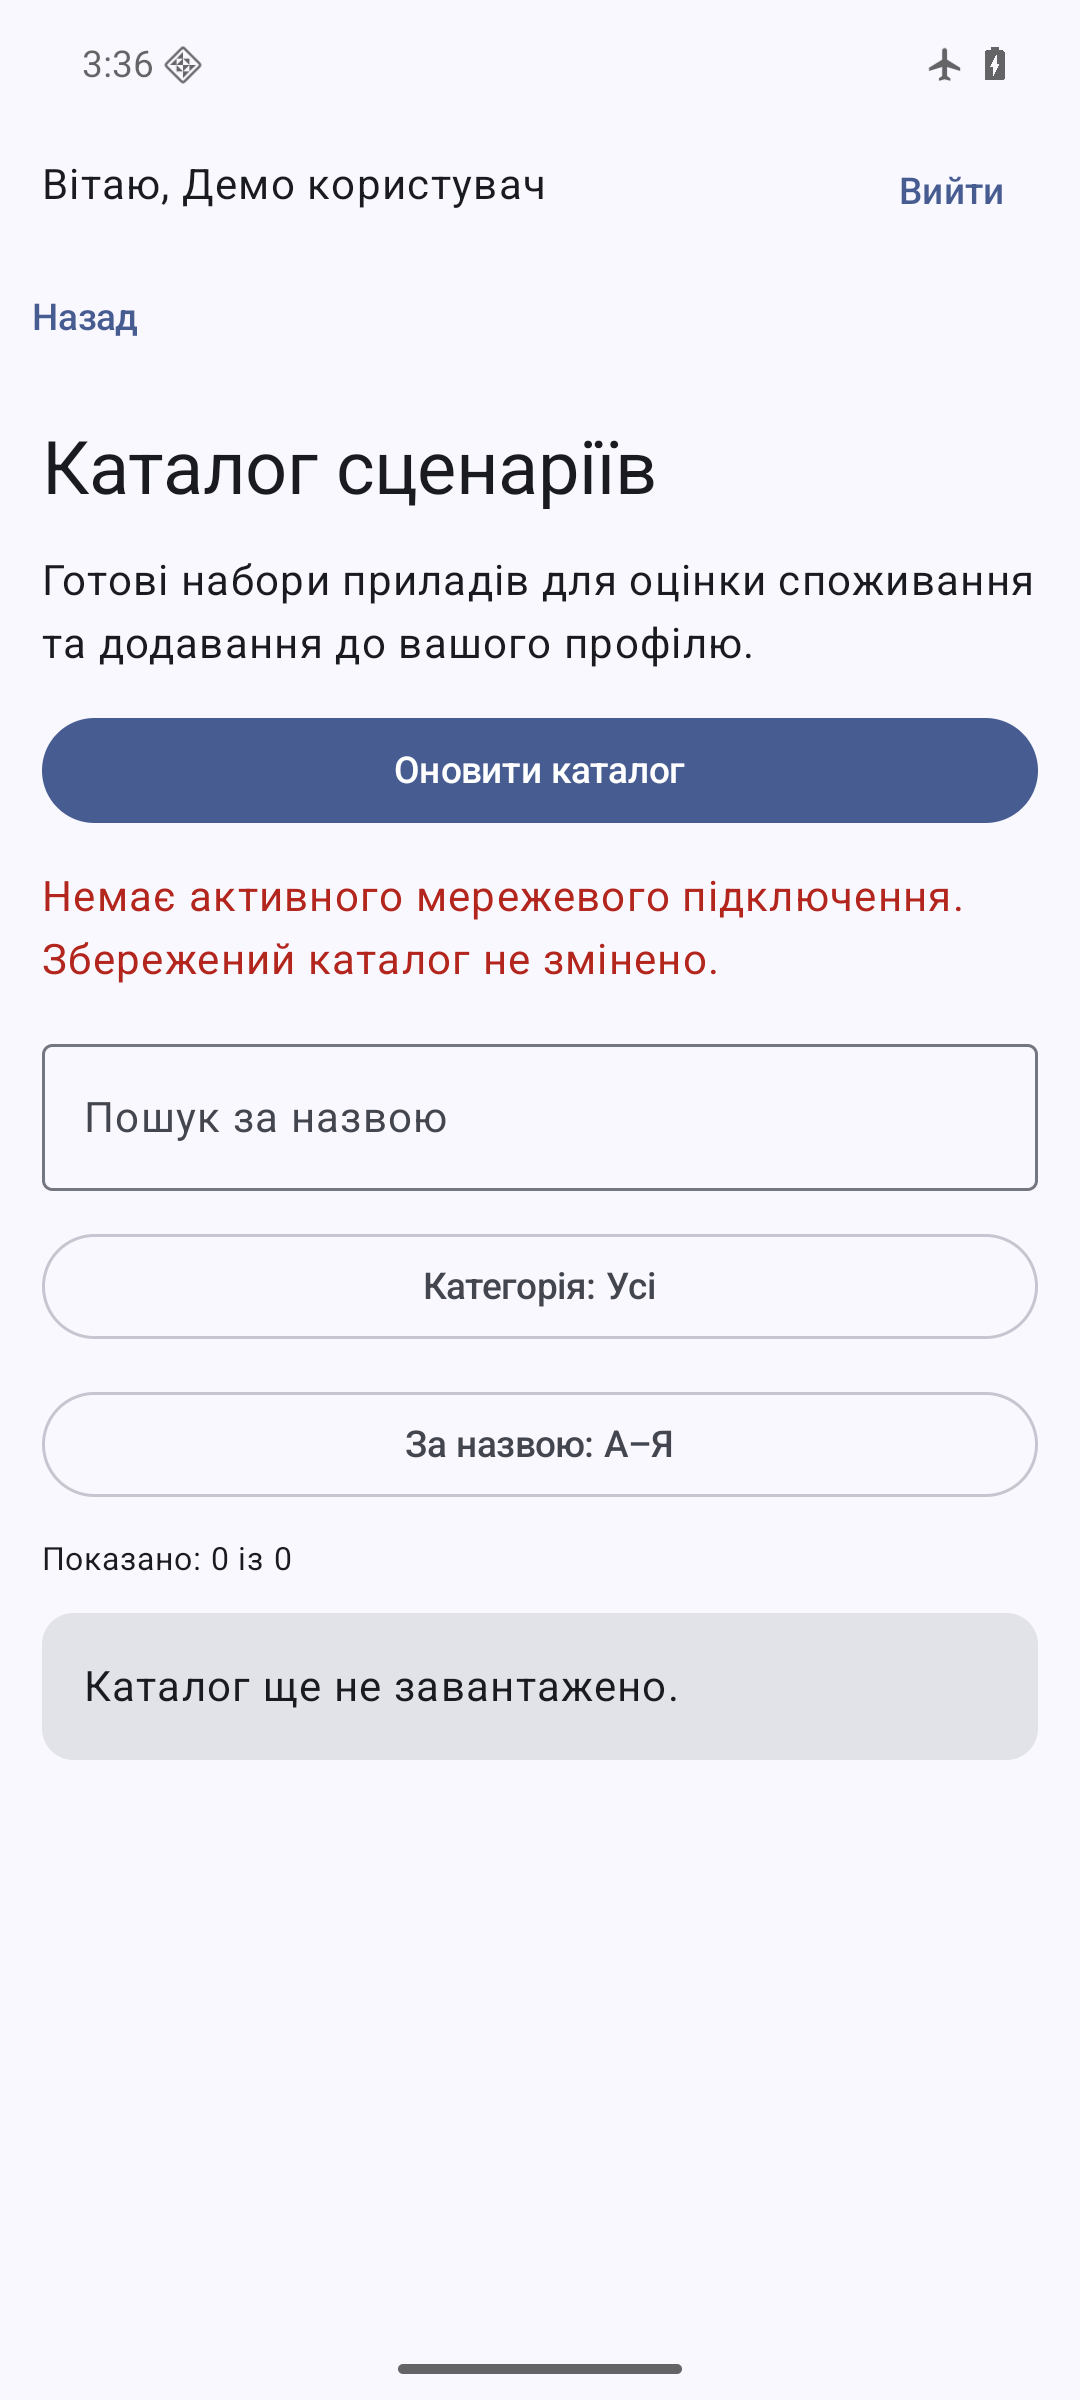 3:36
Вітаю, Демо користувач
Вийти
Назад
Каталог сценаріїв
Готові набори приладів для оцінки споживання
та додавання до вашого профілю.
Оновити каталог
Немає активного мережевого підключення.
Збережений каталог не змінено.
Пошук за назвою
Категорія: Усі
За назвою: А–Я
Показано: 0 із 0
Каталог ще не завантажено.